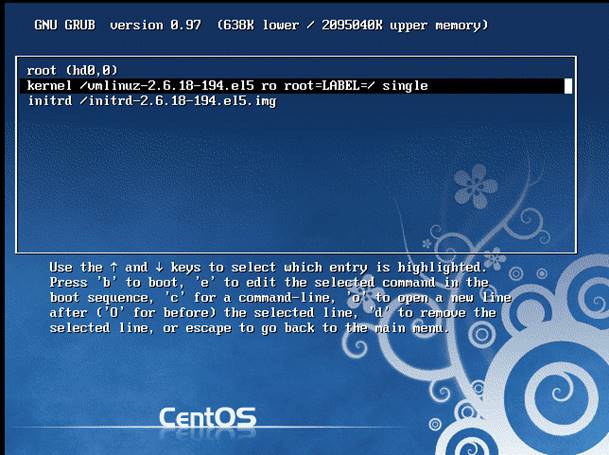 GNU GRUB  version 0.97  (638K lower / 2095040K upper memory)
root (hd0,0)
kernel /vmlinuz-2.6.18-194.el5 ro root=LABEL=/ single
initrd /initrd-2.6.18-194.el5.img
Use the ↑ and ↓ keys to select which entry is highlighted.
Press 'b' to boot, 'e' to edit the selected command in the
boot sequence, 'c' for a command-line, 'o' to open a new line
after ('O' for before) the selected line, 'd' to remove the
selected line, or escape to go back to the main menu.
CentOS